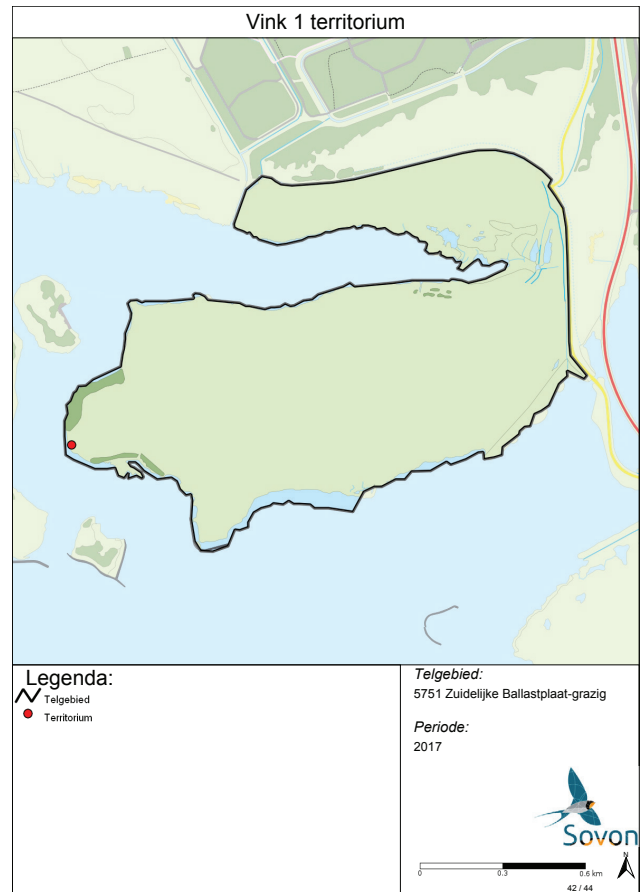 Vink 1 territorium
Legenda:
Telgebied
Territorium
Telgebied:
5751 Zuidelijke Ballastplaat-grazig
Periode:
2017
Sovon
N
0 0.3 0.6 km
42 / 44